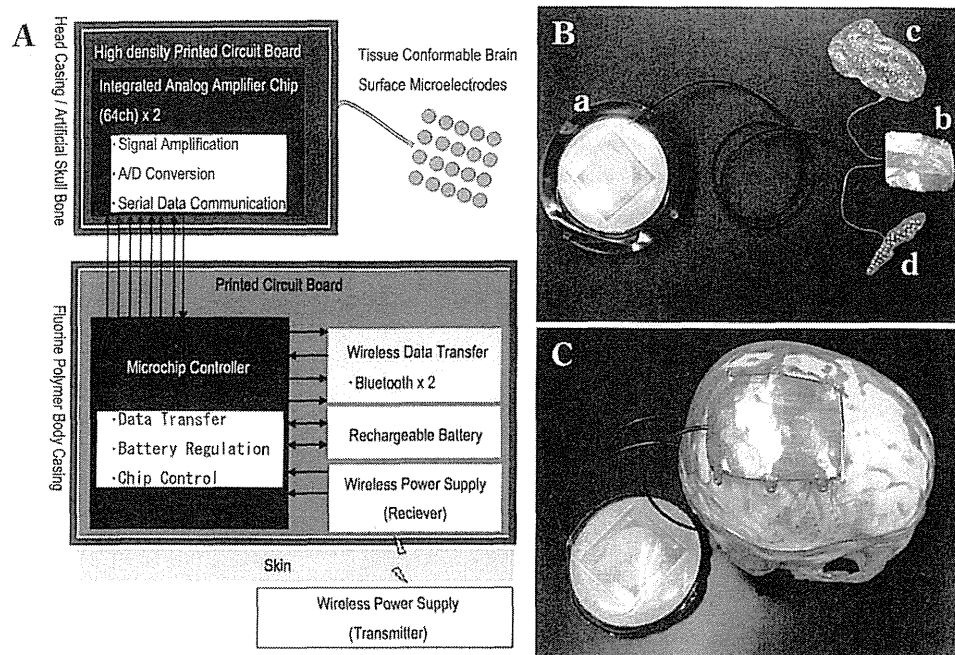 A
Head Casing / Artificial Skull Bone
High density Printed Circuit Board
Integrated Analog Amplifier Chip
(64ch) x 2
・Signal Amplification
・A/D Conversion
・Serial Data Communication
Tissue Conformable Brain
Surface Microelectrodes
Fluorine Polymer Body Casing
Printed Circuit Board
Microchip Controller
・Data Transfer
・Battery Regulation
・Chip Control
Wireless Data Transfer
・Bluetooth x 2
Rechargeable Battery
Wireless Power Supply
(Reciever)
Skin
Wireless Power Supply
(Transmitter)
B
a
c
b
d
C